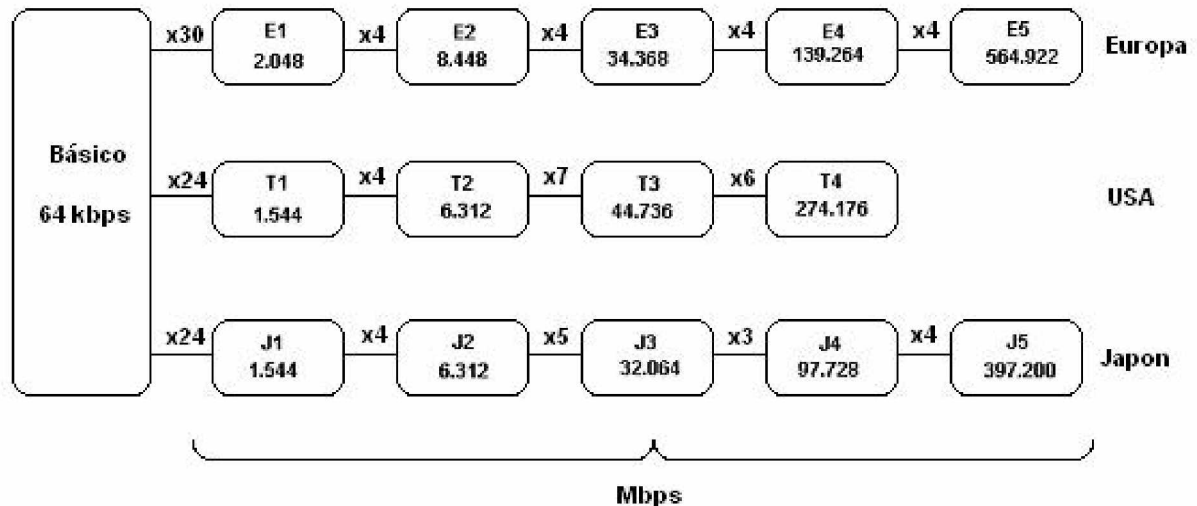 x30 E1 x4 E2 x4 E3 x4 E4 x4 E5 Europa
2.048 8.448 34.368 139.264 564.922
Básico
64 kbps
x24 T1 x4 T2 x7 T3 x6 T4 USA
1.544 6.312 44.736 274.176
x24 J1 x4 J2 x5 J3 x3 J4 x4 J5 Japon
1.544 6.312 32.064 97.728 397.200
Mbps